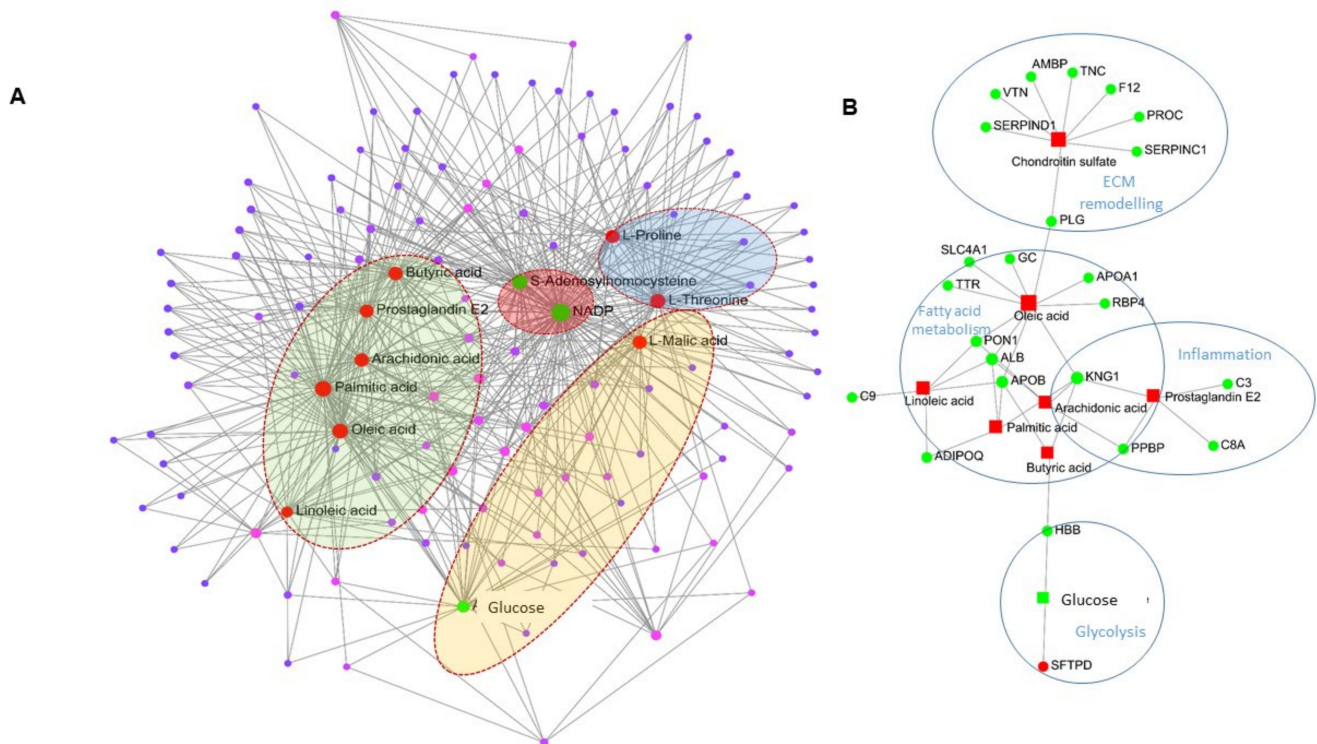 A
L-Proline
Butyric acid
S-Adenosylhomocysteine
Prostaglandin E2
L-Threonine
NADP
L-Malic acid
Arachidonic acid
Palmitic acid
Oleic acid
Linoleic acid
Glucose
B
AMBP
TNC
VTN
F12
PROC
SERPIND1
SERPINC1
Chondroitin sulfate
ECM
remodelling
PLG
SLC4A1
GC
TTR
APOA1
RBP4
Oleic acid
Fatty acid
metabolism
PON1
ALB
Inflammation
APOB
KNG1
C3
C9
Linoleic acid
Arachidonic acid
Prostaglandin E2
Palmitic acid
ADIPOQ
Butyric acid
PPBP
C8A
HBB
Glucose
Glycolysis
SFTPD